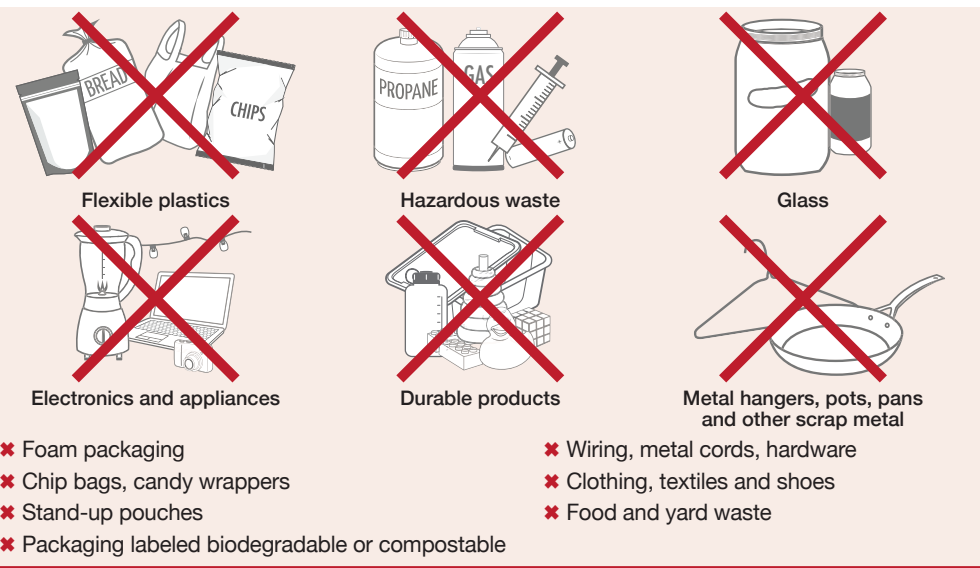 BREAD
CHIPS
PROPANE
GAS
Flexible plastics
Hazardous waste
Glass
Electronics and appliances
Durable products
Metal hangers, pots, pans
and other scrap metal
✖ Foam packaging
✖ Chip bags, candy wrappers
✖ Stand-up pouches
✖ Packaging labeled biodegradable or compostable
✖ Wiring, metal cords, hardware
✖ Clothing, textiles and shoes
✖ Food and yard waste